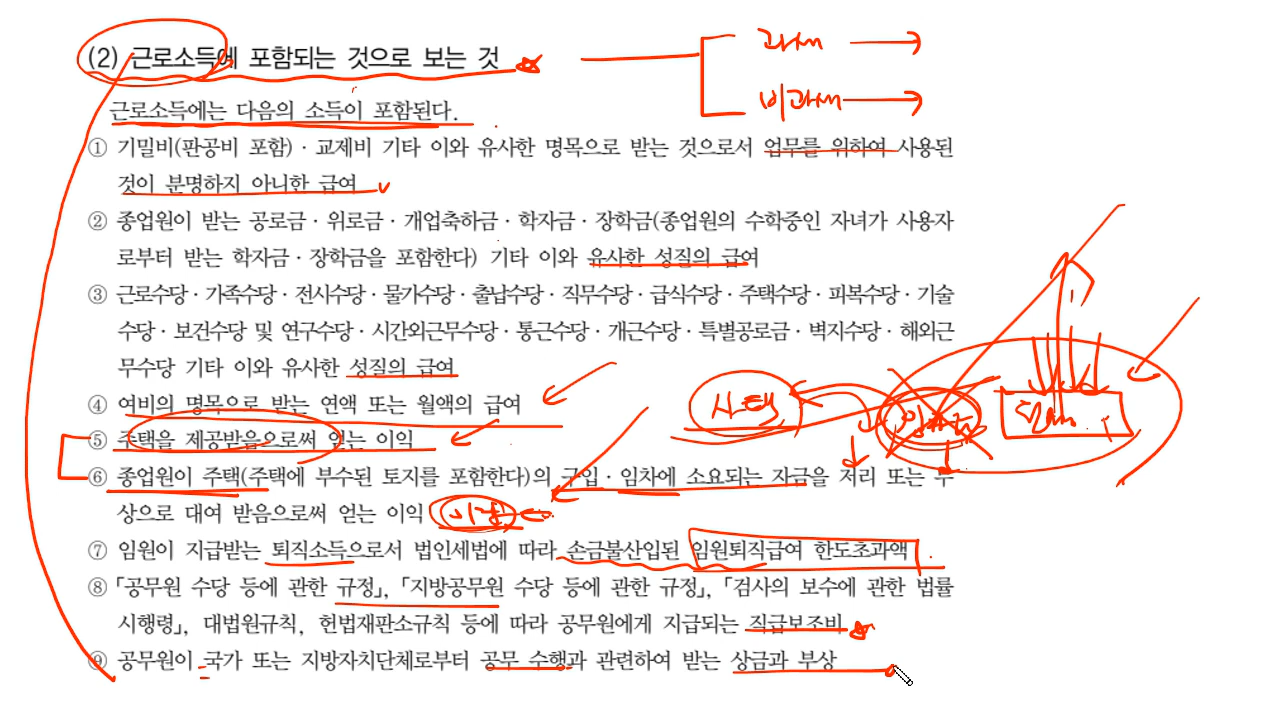 (2) 근로소득에 포함되는 것으로 보는 것
과세
비과세
근로소득에는 다음의 소득이 포함된다.
① 기밀비(판공비 포함)·교제비 기타 이와 유사한 명목으로 받는 것으로서 업무를 위하여 사용된
것이 분명하지 아니한 급여
② 종업원이 받는 공로금·위로금·개업축하금·학자금·장학금(종업원의 수학중인 자녀가 사용자
로부터 받는 학자금·장학금을 포함한다) 기타 이와 유사한 성질의 급여
③ 근로수당·가족수당·전시수당·물가수당·출납수당·직무수당·급식수당·주택수당·피복수당·기술
수당·보건수당 및 연구수당·시간외근무수당·통근수당·개근수당·특별공로금·벽지수당·해외근
무수당 기타 이와 유사한 성질의 급여
④ 여비의 명목으로 받는 연액 또는 월액의 급여
사택
⑤ 주택을 제공받음으로써 얻는 이익
⑥ 종업원이 주택(주택에 부수된 토지를 포함한다)의 구입·임차에 소요되는 자금을 저리 또는 무
상으로 대여 받음으로써 얻는 이익
⑦ 임원이 지급받는 퇴직소득으로서 법인세법에 따라 손금불산입된 임원퇴직급여 한도초과액
⑧ 「공무원 수당 등에 관한 규정」, 「지방공무원 수당 등에 관한 규정」, 「검사의 보수에 관한 법률
시행령」, 대법원규칙, 헌법재판소규칙 등에 따라 공무원에게 지급되는 직급보조비
⑨ 공무원이 국가 또는 지방자치단체로부터 공무 수행과 관련하여 받는 상금과 부상